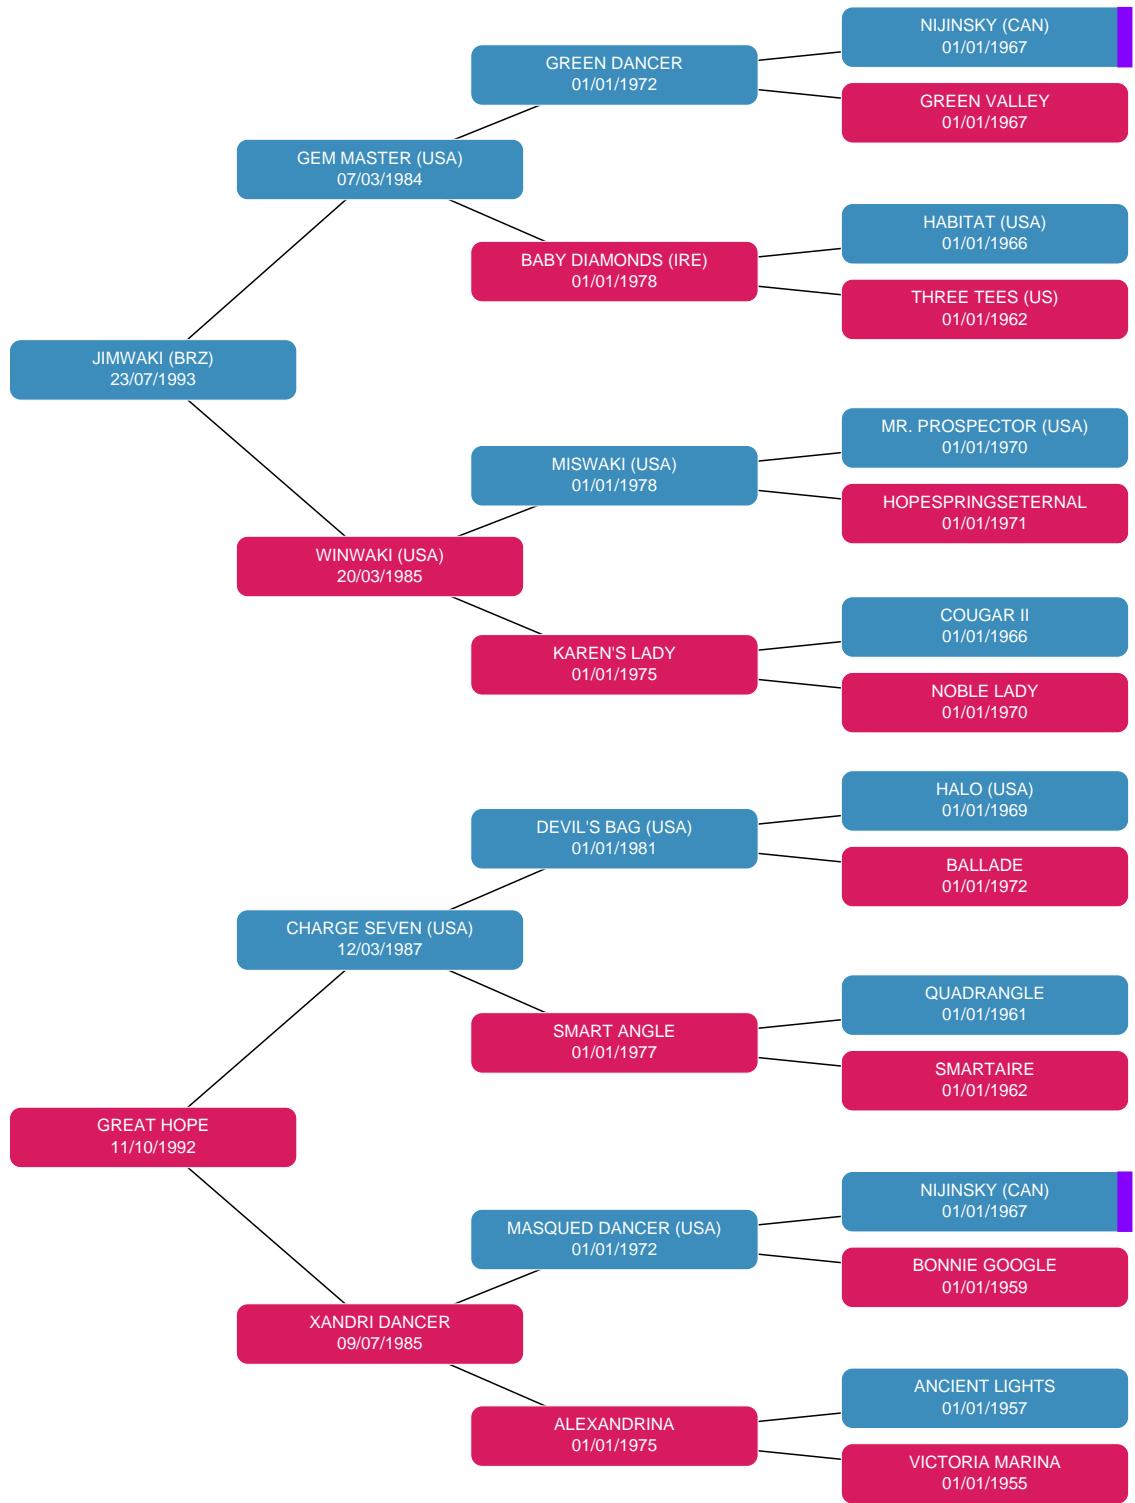 NIJINSKY (CAN)
01/01/1967
GREEN DANCER
01/01/1972
GREEN VALLEY
01/01/1967
GEM MASTER (USA)
07/03/1984
HABITAT (USA)
01/01/1966
BABY DIAMONDS (IRE)
01/01/1978
THREE TEES (US)
01/01/1962
JIMWAKI (BRZ)
23/07/1993
MR. PROSPECTOR (USA)
01/01/1970
MISWAKI (USA)
01/01/1978
HOPESPRINGSETERNAL
01/01/1971
WINWAKI (USA)
20/03/1985
COUGAR II
01/01/1966
KAREN'S LADY
01/01/1975
NOBLE LADY
01/01/1970
HALO (USA)
01/01/1969
DEVIL'S BAG (USA)
01/01/1981
BALLADE
01/01/1972
CHARGE SEVEN (USA)
12/03/1987
QUADRANGLE
01/01/1961
SMART ANGLE
01/01/1977
SMARTAIRE
01/01/1962
GREAT HOPE
11/10/1992
NIJINSKY (CAN)
01/01/1967
MASQUED DANCER (USA)
01/01/1972
BONNIE GOOGLE
01/01/1959
XANDRI DANCER
09/07/1985
ANCIENT LIGHTS
01/01/1957
ALEXANDRINA
01/01/1975
VICTORIA MARINA
01/01/1955